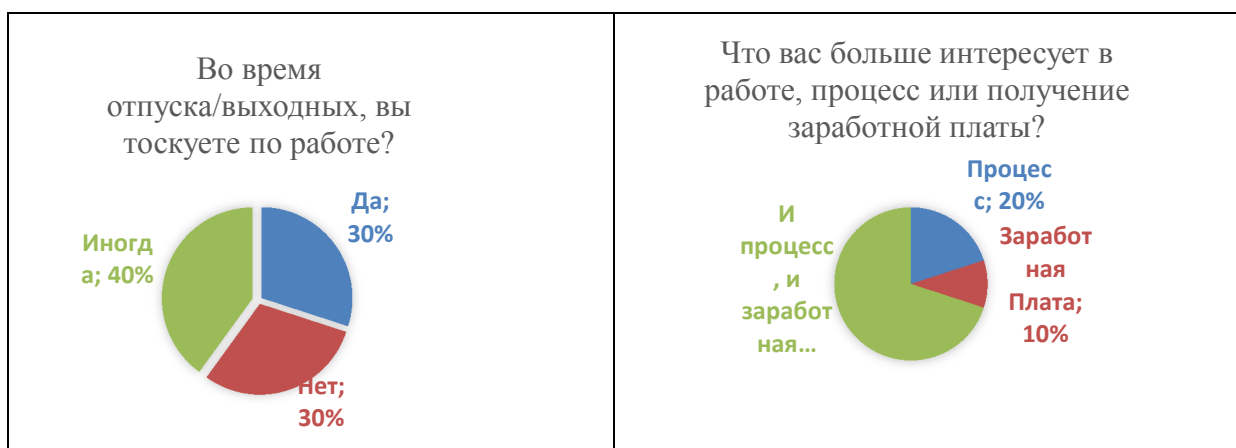 Во время
отпуска/выходных, вы
тоскуете по работе?
Да;
30%
Нет;
30%
Иногд
а; 40%
Что вас больше интересует в
работе, процесс или получение
заработной платы?
Процес
с; 20%
Заработ
ная
Плата;
10%
И
процесс
, и
заработ
ная...